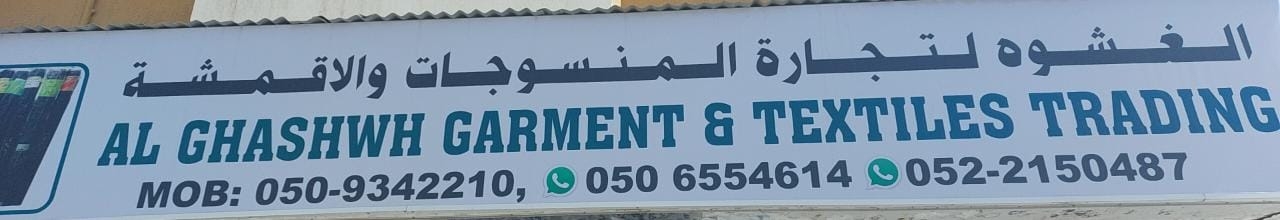 الغشوه لتجارة المنسوجات والاقمشة
AL GHASHWH GARMENT & TEXTILES TRADING
MOB: 050-9342210, 050 6554614 052-2150487